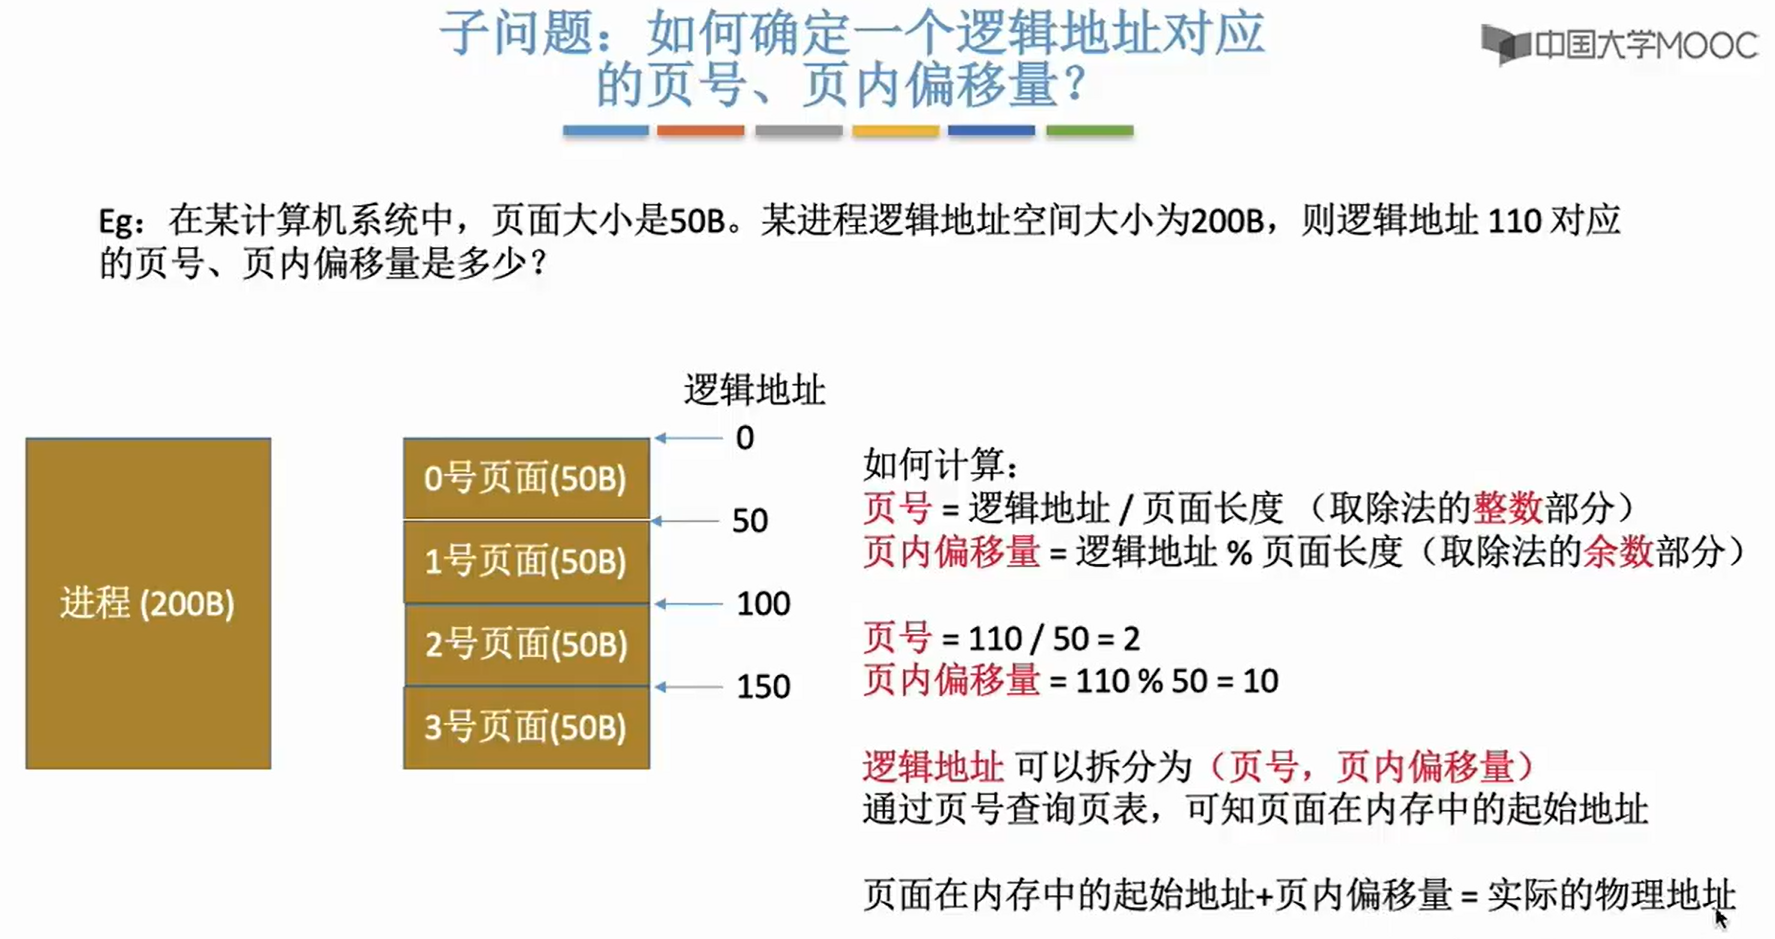 子问题：如何确定一个逻辑地址对应
的页号、页内偏移量？
中国大学MOOC
Eg：在某计算机系统中，页面大小是50B。某进程逻辑地址空间大小为200B，则逻辑地址 110 对应
的页号、页内偏移量是多少？
进程 (200B)
逻辑地址
0
0号页面(50B)
50
1号页面(50B)
100
2号页面(50B)
150
3号页面(50B)
如何计算：
页号 = 逻辑地址 / 页面长度 （取除法的整数部分）
页内偏移量 = 逻辑地址 % 页面长度（取除法的余数部分）
页号 = 110 / 50 = 2
页内偏移量 = 110 % 50 = 10
逻辑地址 可以拆分为（页号，页内偏移量）
通过页号查询页表，可知页面在内存中的起始地址
页面在内存中的起始地址+页内偏移量 = 实际的物理地址